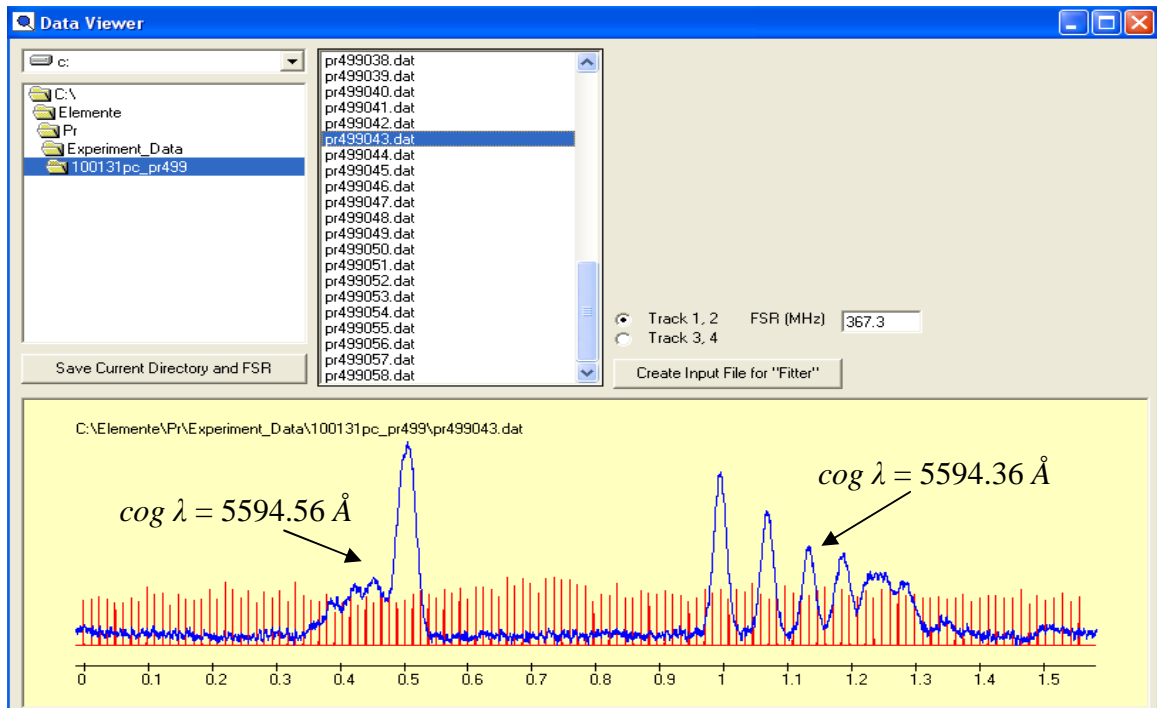 Data Viewer
c:
C:\
Elemente
Pr
Experiment_Data
100131pc_pr499
Save Current Directory and FSR
pr499038.dat
pr499039.dat
pr499040.dat
pr499041.dat
pr499042.dat
pr499043.dat
pr499044.dat
pr499045.dat
pr499046.dat
pr499047.dat
pr499048.dat
pr499049.dat
pr499050.dat
pr499051.dat
pr499052.dat
pr499053.dat
pr499054.dat
pr499055.dat
pr499056.dat
pr499057.dat
pr499058.dat
Track 1, 2 FSR (MHz) 367.3
Track 3, 4
Create Input File for "Fitter"
C:\Elemente\Pr\Experiment_Data\100131pc_pr499\pr499043.dat
cog λ = 5594.56 Å
cog λ = 5594.36 Å
0 0.1 0.2 0.3 0.4 0.5 0.6 0.7 0.8 0.9 1 1.1 1.2 1.3 1.4 1.5